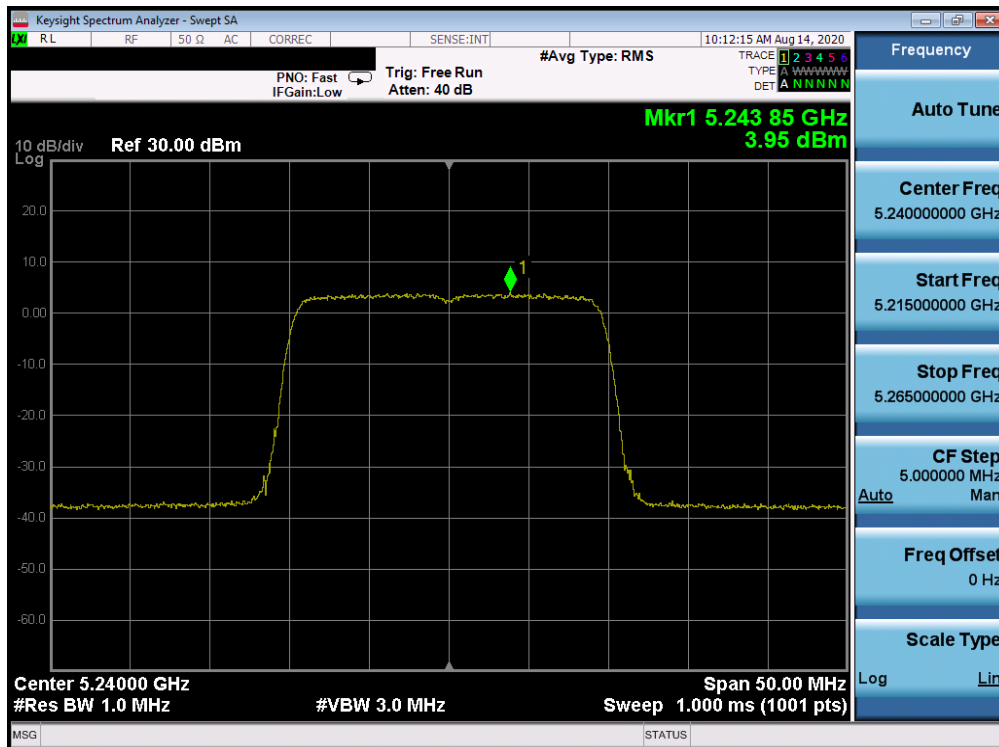 Keysight Spectrum Analyzer - Swept SA
LXI RL RF 50 Ω AC CORREC SENSE:INT 10:12:15 AM Aug 14, 2020
Frequency
#Avg Type: RMS
TRACE 1 2 3 4 5 6
TYPE A WWWWW
DET A N N N N N
PNO: Fast
IFGain:Low
Trig: Free Run
Atten: 40 dB
Mkr1 5.243 85 GHz
3.95 dBm
10 dB/div
Log
Ref 30.00 dBm
20.0
10.0
0.00
-10.0
-20.0
-30.0
-40.0
-50.0
-60.0
1
Center 5.24000 GHz
Span 50.00 MHz
#Res BW 1.0 MHz
#VBW 3.0 MHz
Sweep 1.000 ms (1001 pts)
MSG
STATUS
Auto Tune
Center Freq
5.240000000 GHz
Start Freq
5.215000000 GHz
Stop Freq
5.265000000 GHz
CF Step
5.000000 MHz
Auto Man
Freq Offset
0 Hz
Scale Type
Log Lin